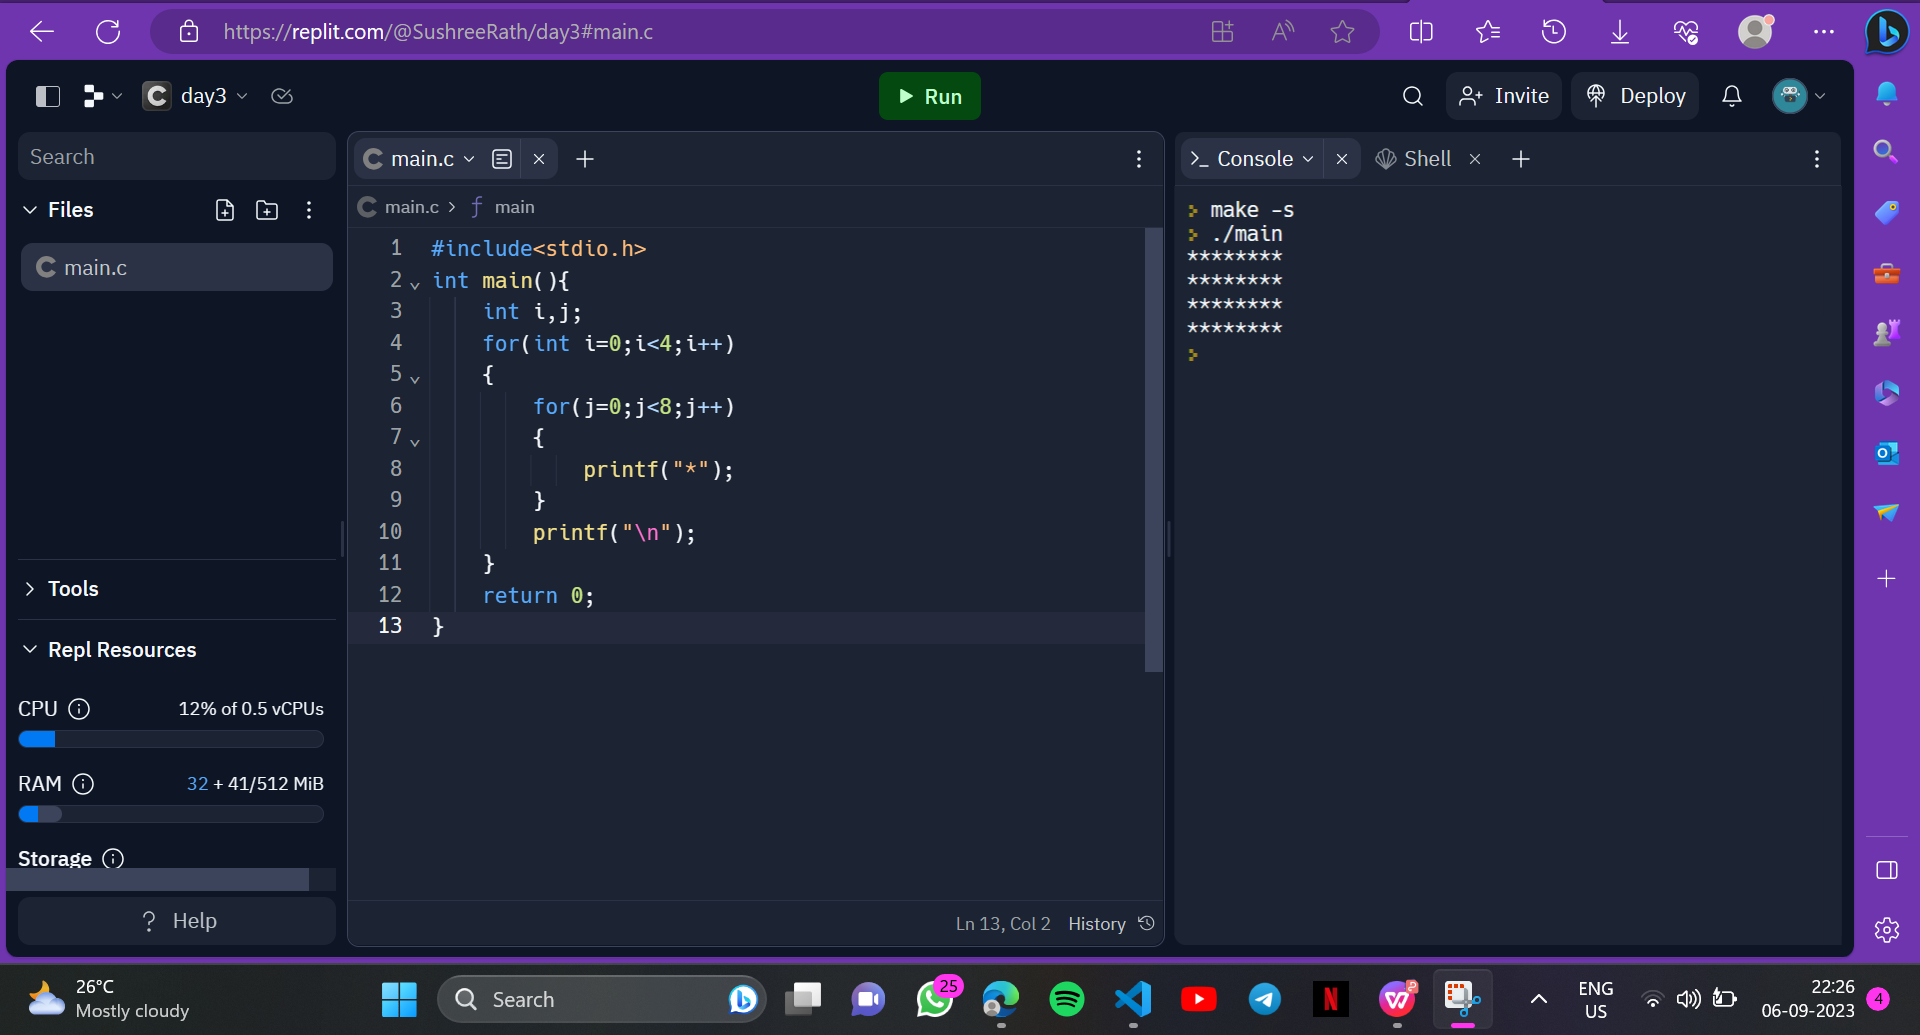 https://replit.com/@SushreeRath/day3#main.c
day3
Run
Invite
Deploy
Search
Files
main.c
Tools
Repl Resources
CPU 12% of 0.5 vCPUs
RAM 32 + 41/512 MiB
Storage
? Help
main.c
main.c > main
1 #include<stdio.h>
2 int main(){
3 int i,j;
4 for(int i=0;i<4;i++)
5 {
6 for(j=0;j<8;j++)
7 {
8 printf("*");
9 }
10 printf("\n");
11 }
12 return 0;
13 }
Ln 13, Col 2 History
Console Shell
> make -s
> ./main
********
********
********
********
>
26°C
Mostly cloudy
Search
25
ENG
US
22:26
06-09-2023
4